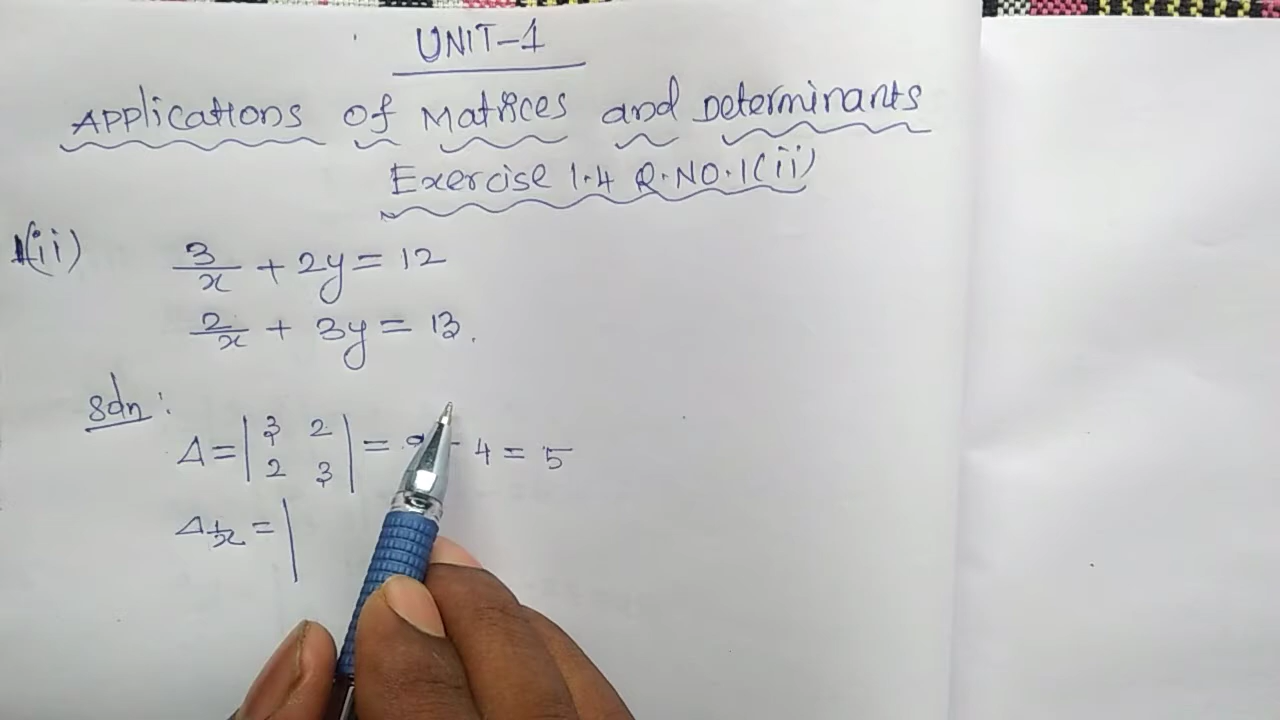 UNIT-1
Applications of Matrices and Determinants
Exercise 1.4 Q.NO.1(ii)
1(ii) 3/x + 2y = 12
2/x + 3y = 13.
Soln:
Δ = | 3 2 | = 9 - 4 = 5
| 2 3 |
Δ1/x = |